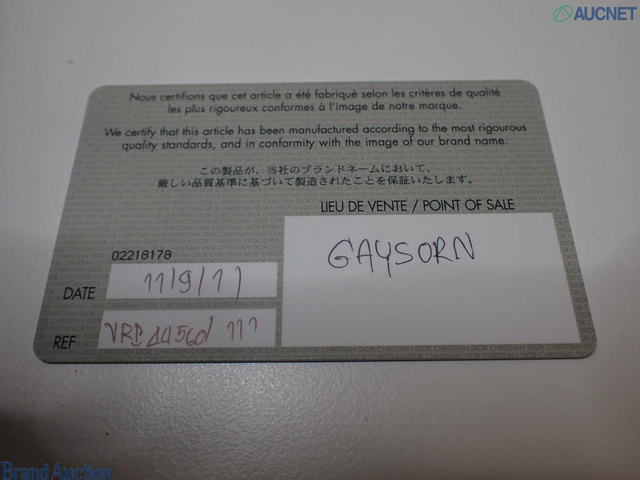 AUCNET
Nous certifions que cet article a été fabriqué selon les critères de qualité
les plus rigoureux conformes à l'image de notre marque.
We certify that this article has been manufactured according to the most rigourous
quality standards, and in conformity with the image of our brand name.
この製品が、当社のブランドネームにおいて、
厳しい品質基準に基づいて製造されたことを保証いたします。
LIEU DE VENTE / POINT OF SALE
GAYSORN
02218178
DATE 11/9/11
REF
Brand Auction